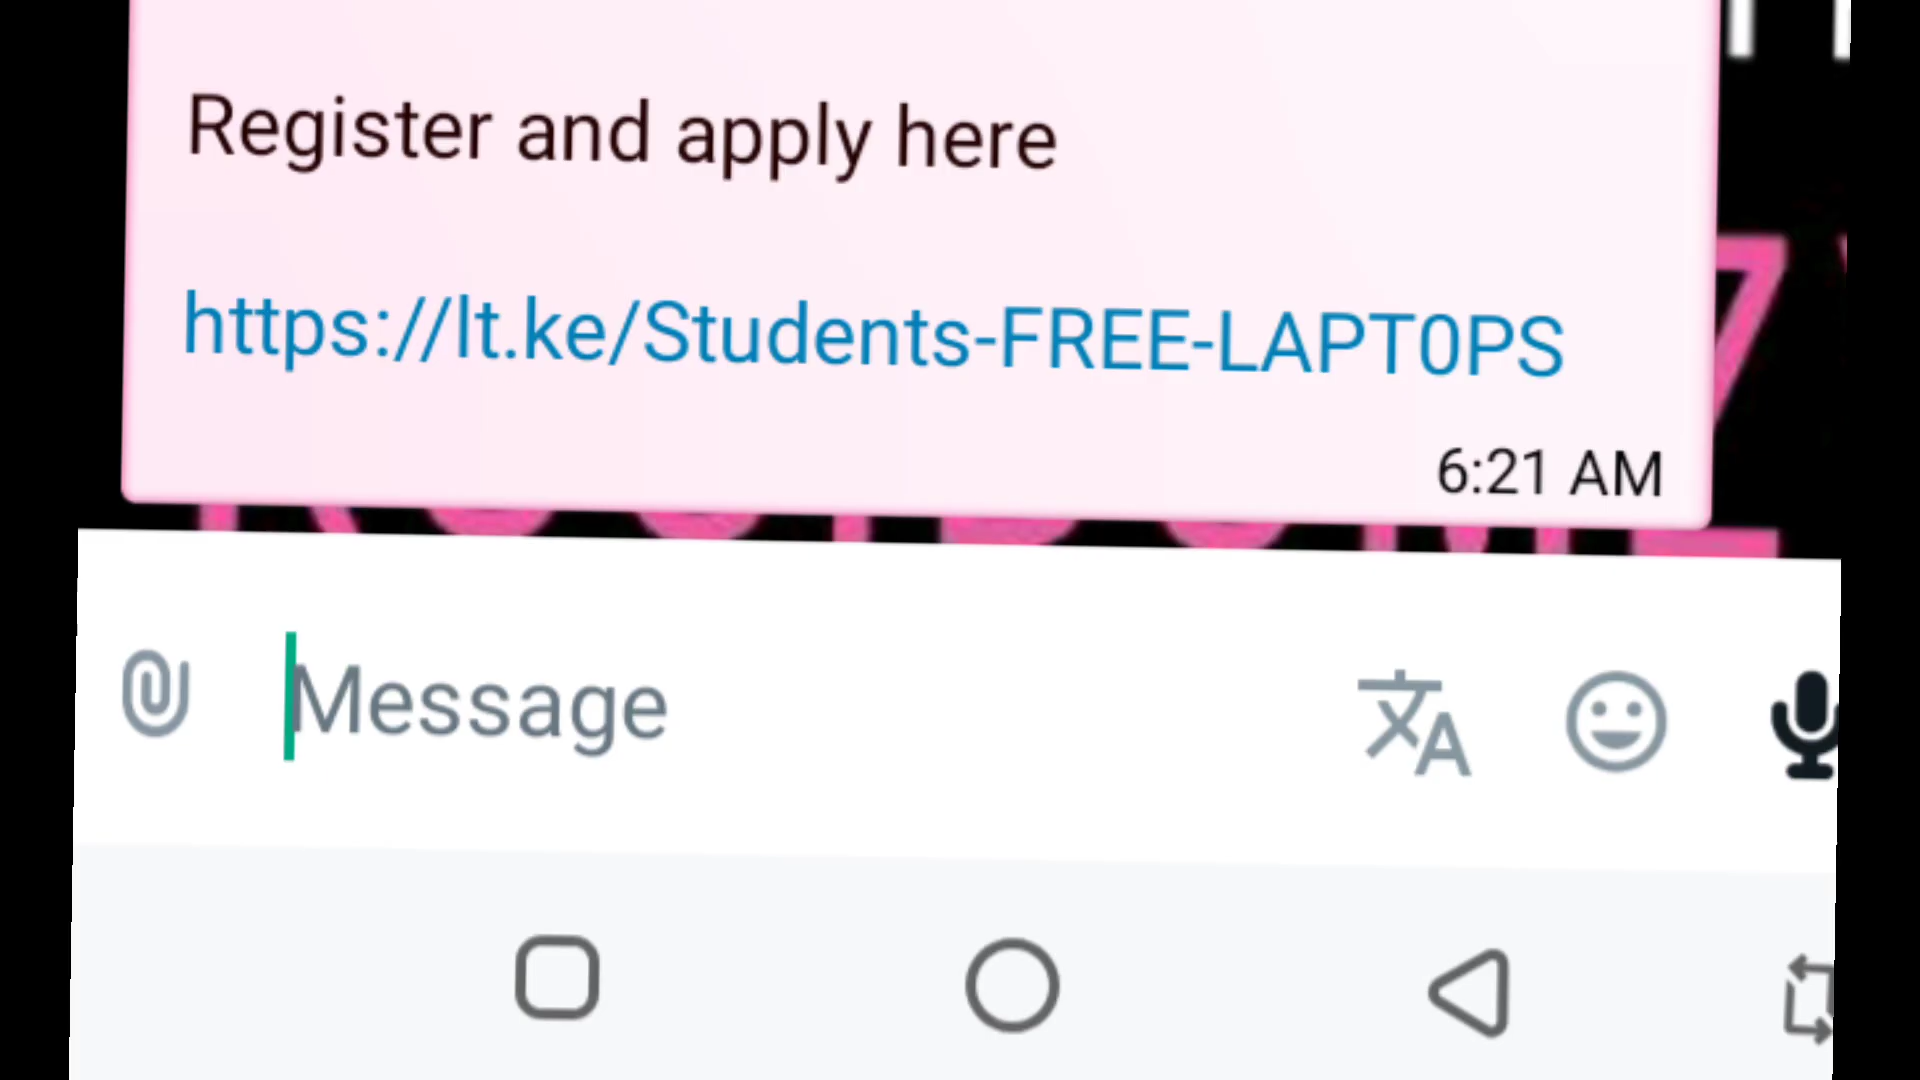 Register and apply here
https://lt.ke/Students-FREE-LAPT0PS
6:21 AM
Message